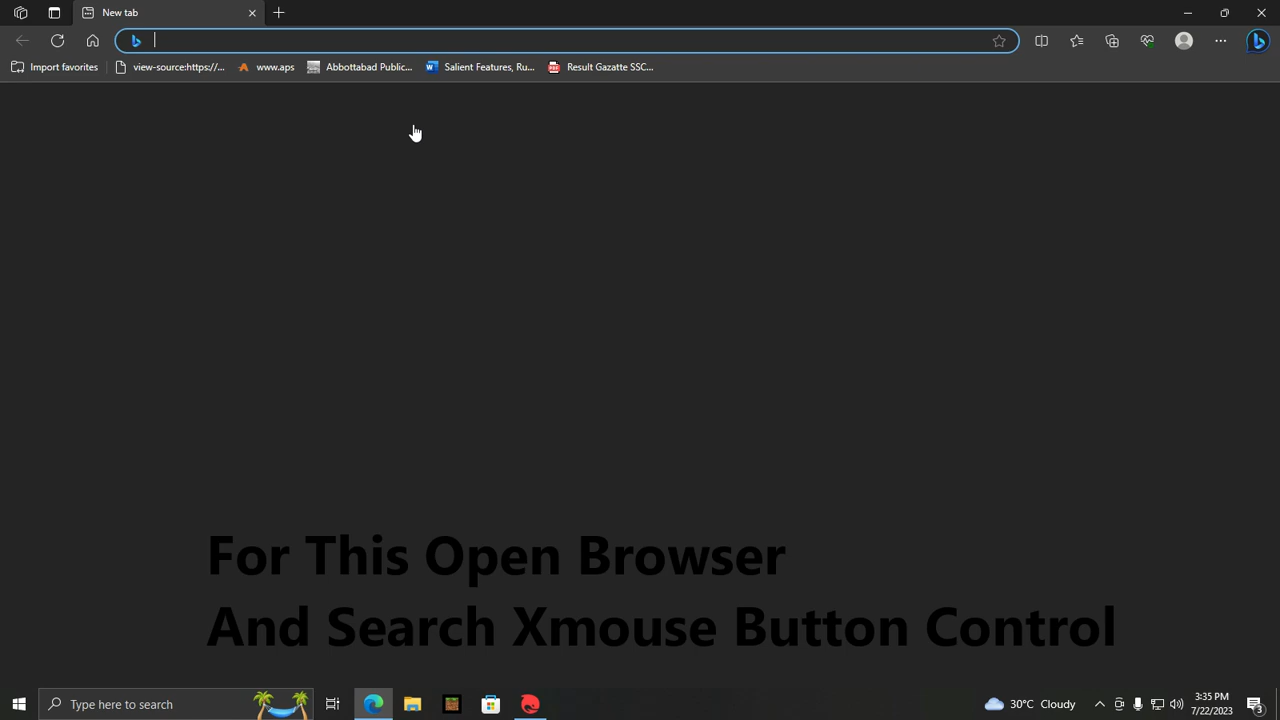 New tab
Import favorites
view-source:https://...
www.aps
Abbottabad Public...
Salient Features, Ru...
Result Gazatte SSC...
For This Open Browser
And Search Xmouse Button Control
Type here to search
30°C Cloudy
3:35 PM
7/22/2023
3